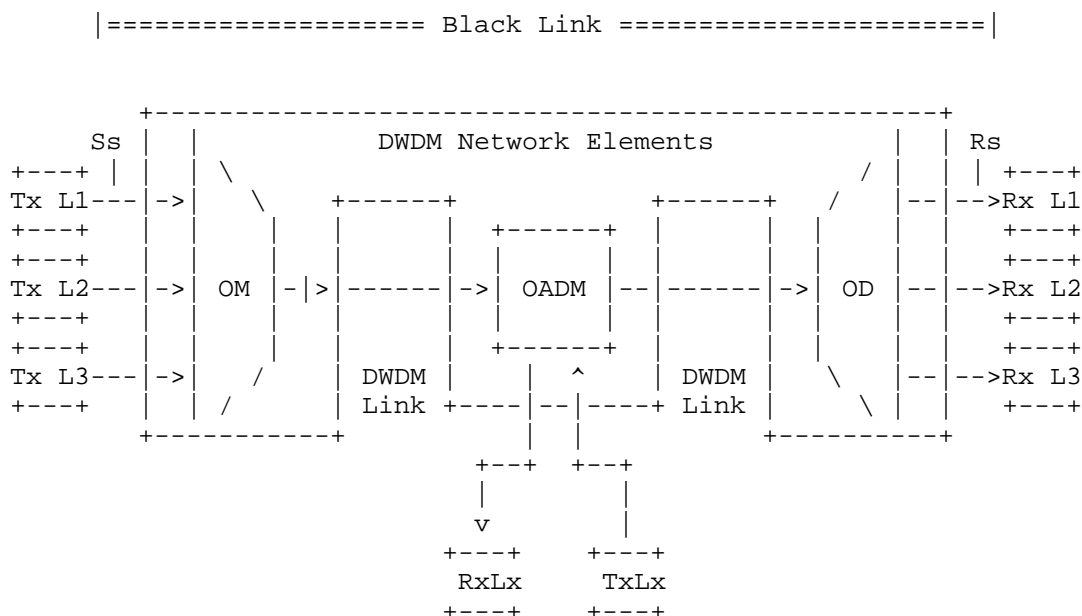 |==================== Black Link =======================|
+--------------------------------------------------+
Ss | | DWDM Network Elements | | Rs
+---+ | | | \ / | | | +---+
Tx L1---|->| \ +------+ +------+ / |--|-->Rx L1
+---+ | | | | | +------+ | | | | | +---+
+---+ | | | | | | | | | | | | +---+
Tx L2---|->| OM |-|>|------|->| OADM |--|------|->| OD |--|-->Rx L2
+---+ | | | | | | | | | | | | +---+
+---+ | | | | | +------+ | | | | | +---+
Tx L3---|->| / | DWDM | | ^ | DWDM | \ |--|-->Rx L3
+---+ | | / | Link +----|--|----+ Link | \ | | +---+
+-----------+ | | +----------+
+--+ +--+
| |
v |
+---+ +---+
RxLx TxLx
+---+ +---+